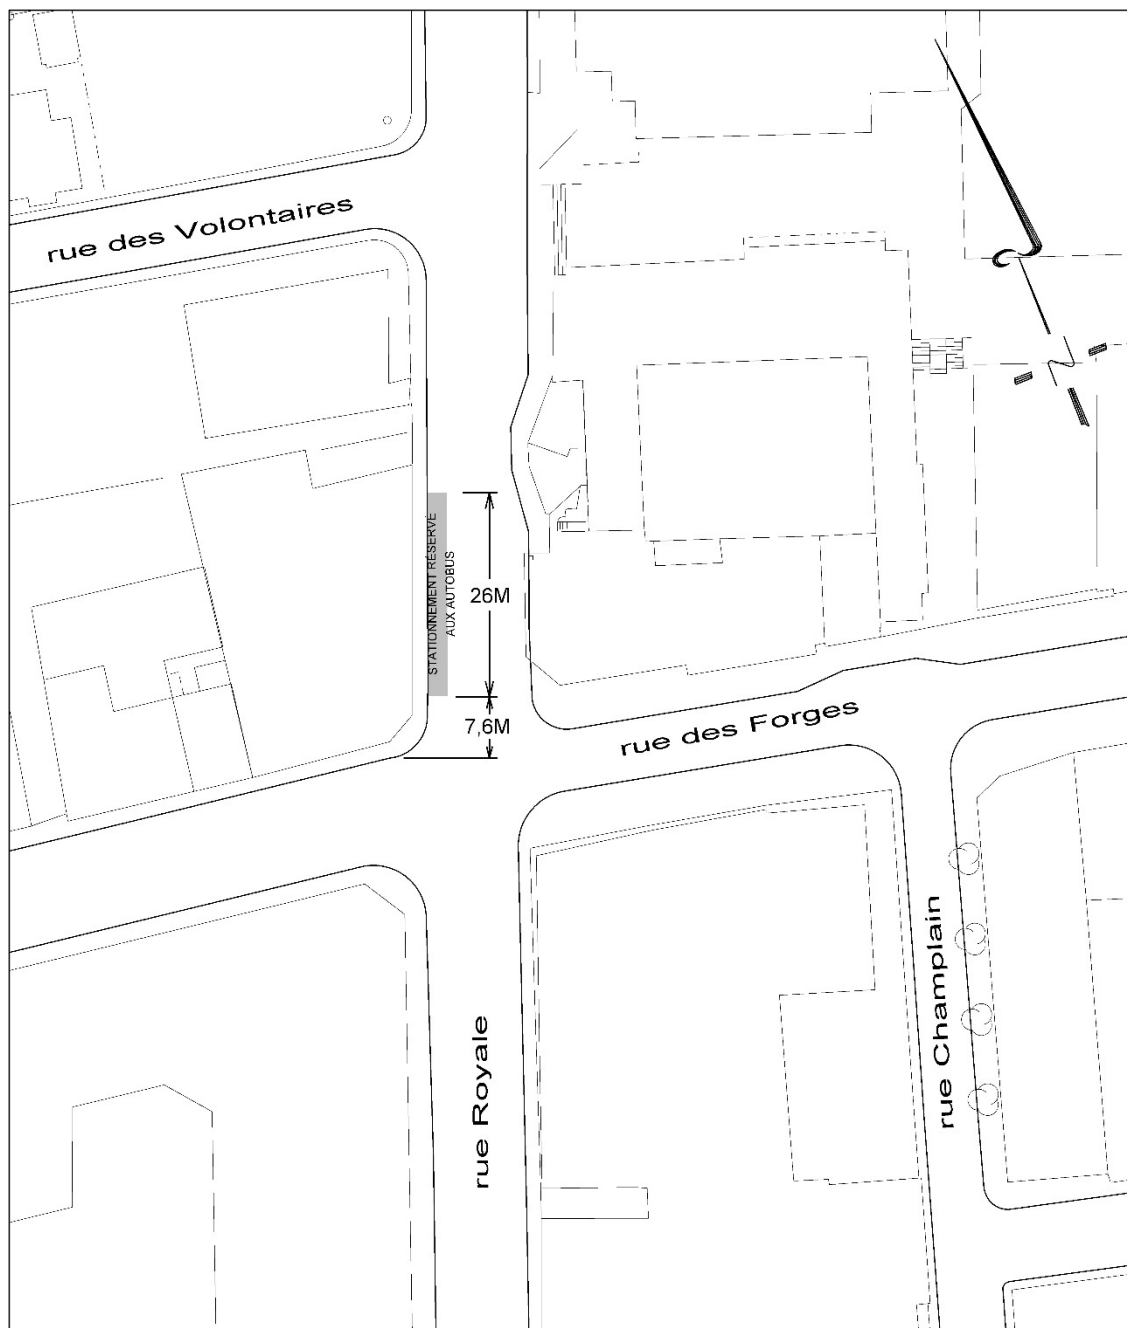 rue des Volontaires
STATIONNEMENT RÉSERVÉ
AUX AUTOBUS
26M
7,6M
rue des Forges
rue Champlain
rue Royale